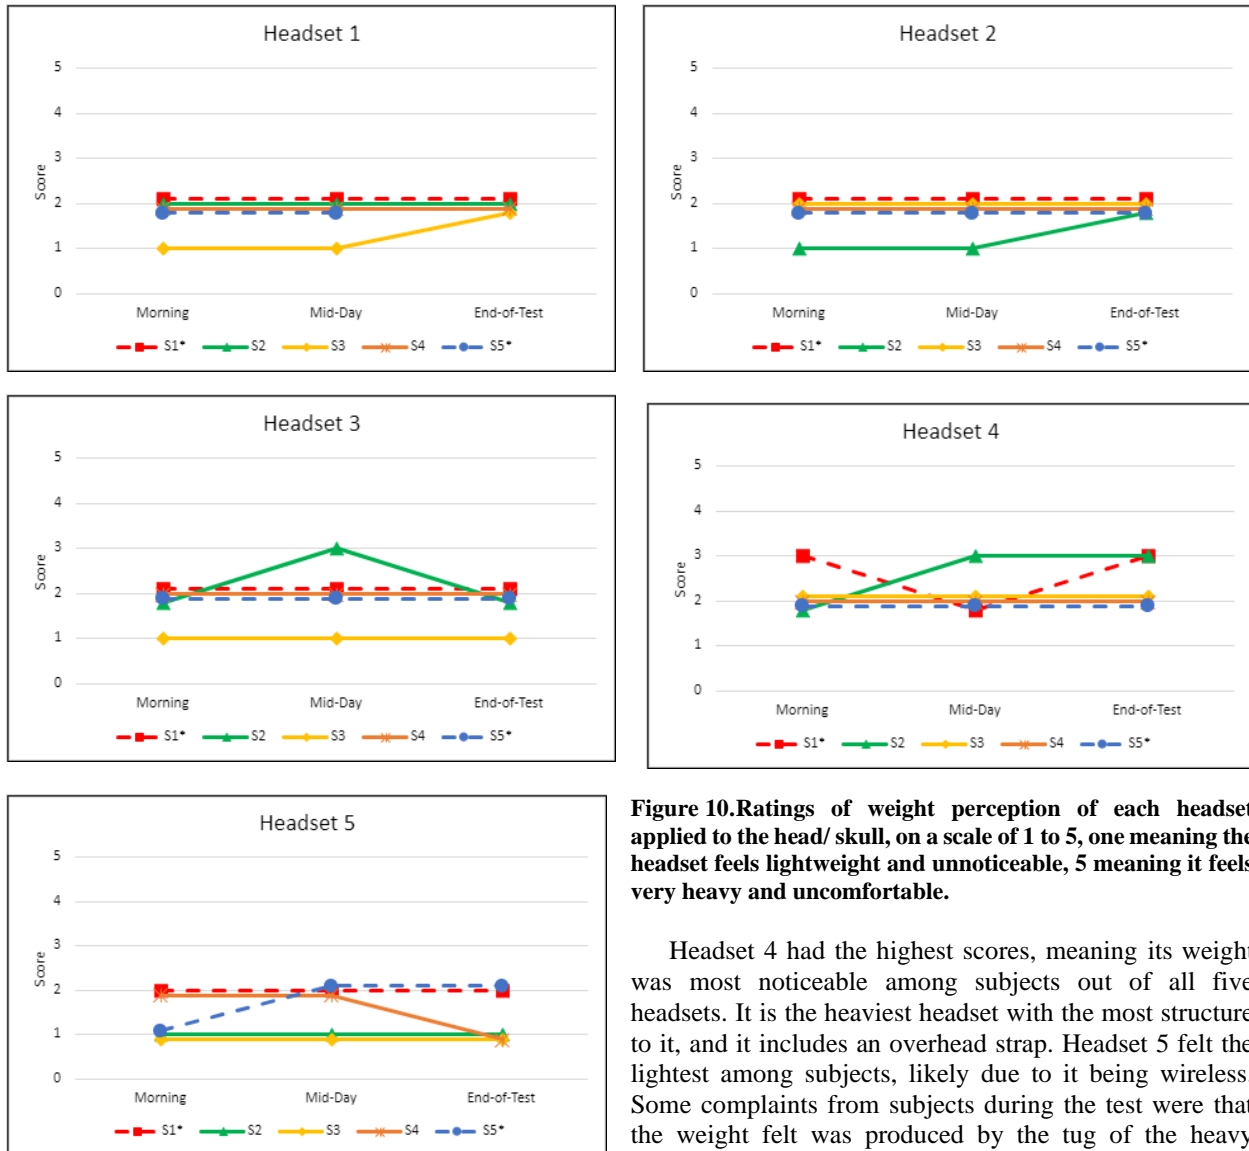 Headset 1
5
4
3
2
1
0
Score
Morning Mid-Day End-of-Test
S1* S2 S3 S4 S5*
Headset 2
5
4
3
2
1
0
Score
Morning Mid-Day End-of-Test
S1* S2 S3 S4 S5*
Headset 3
5
4
3
2
1
0
Score
Morning Mid-Day End-of-Test
S1* S2 S3 S4 S5*
Headset 4
5
4
3
2
1
0
Score
Morning Mid-Day End-of-Test
S1* S2 S3 S4 S5*
Headset 5
5
4
3
2
1
0
Score
Morning Mid-Day End-of-Test
S1* S2 S3 S4 S5*
Figure 10.Ratings of weight perception of each headset
applied to the head/ skull, on a scale of 1 to 5, one meaning the
headset feels lightweight and unnoticeable, 5 meaning it feels
very heavy and uncomfortable.
Headset 4 had the highest scores, meaning its weight
was most noticeable among subjects out of all five
headsets. It is the heaviest headset with the most structure
to it, and it includes an overhead strap. Headset 5 felt the
lightest among subjects, likely due to it being wireless.
Some complaints from subjects during the test were that
the weight felt was produced by the tug of the heavy